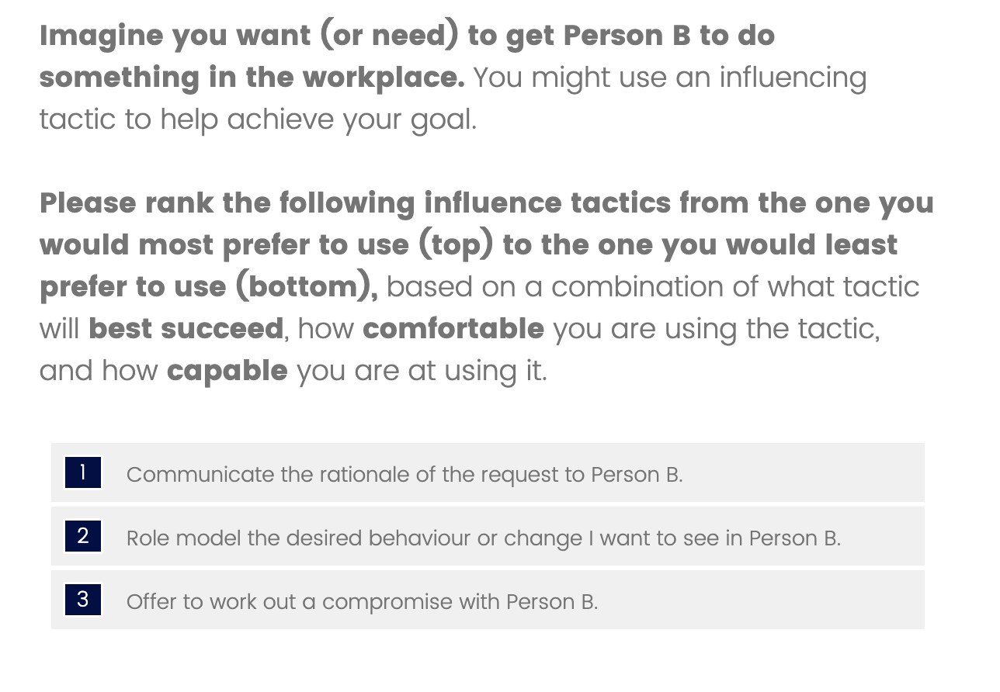 Imagine you want (or need) to get Person B to do
something in the workplace. You might use an influencing
tactic to help achieve your goal.
Please rank the following influence tactics from the one you
would most prefer to use (top) to the one you would least
prefer to use (bottom), based on a combination of what tactic
will best succeed, how comfortable you are using the tactic,
and how capable you are at using it.
1 Communicate the rationale of the request to Person B.
2 Role model the desired behaviour or change I want to see in Person B.
3 Offer to work out a compromise with Person B.